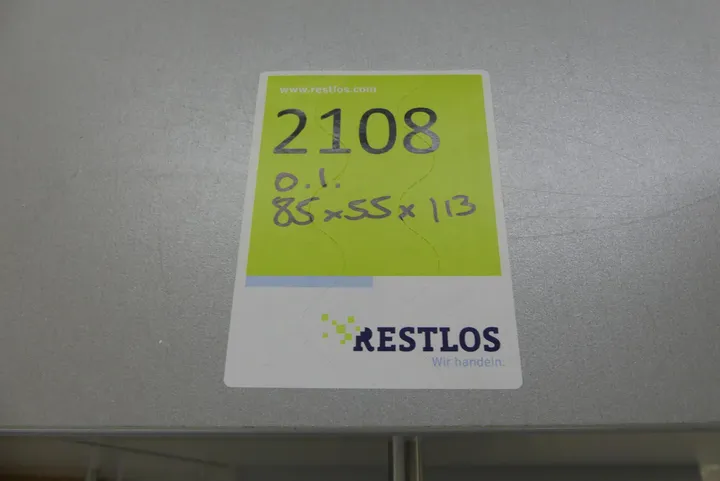 www.restlos.com
2108
O.I.
85x55x113
RESTLOS
Wir handeln.